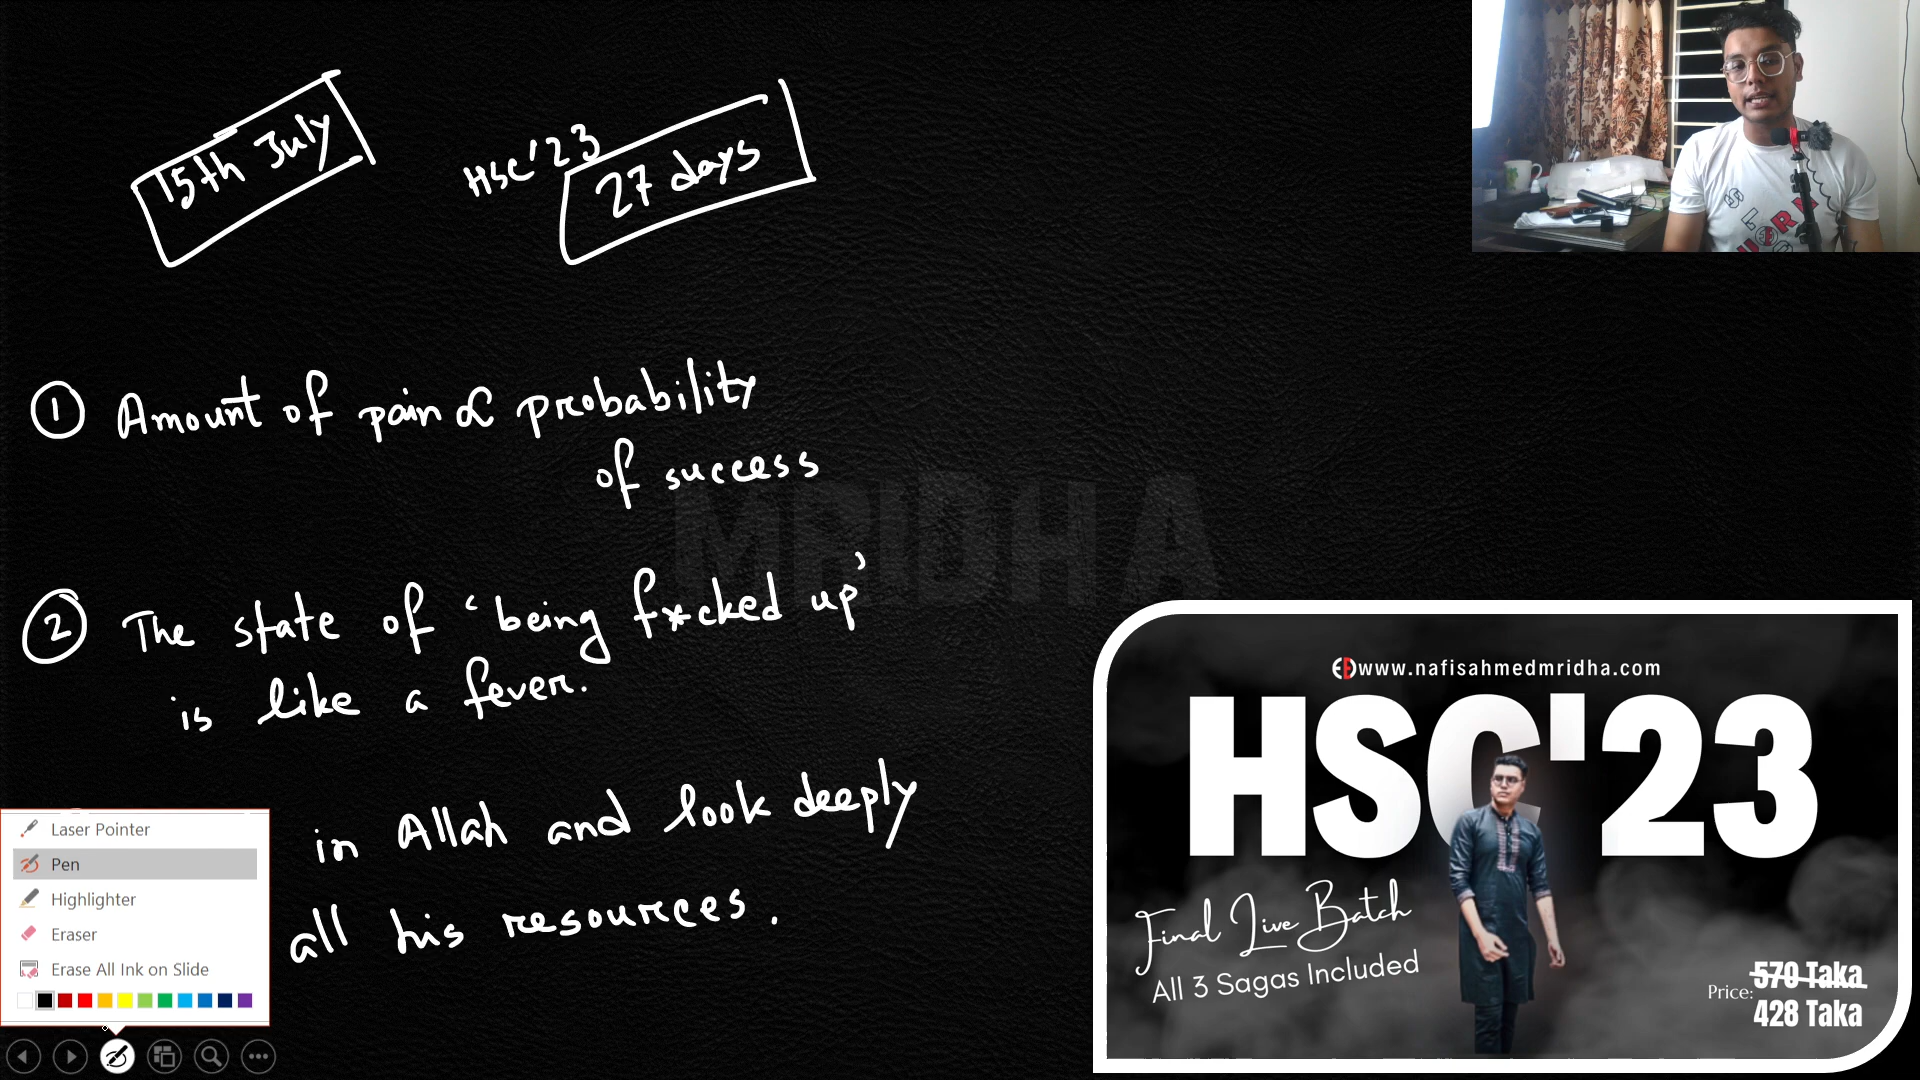 15th July
HSC'23
27 days
① Amount of pain ∝ probability
of success
MRIDHA
② The state of 'being f*cked up'
is like a fever.
in Allah and look deeply
all his resources.
Laser Pointer
Pen
Highlighter
Eraser
Erase All Ink on Slide
www.nafisahmedmridha.com
HSC'23
Final Live Batch
All 3 Sagas Included
570 Taka
Price:
428 Taka